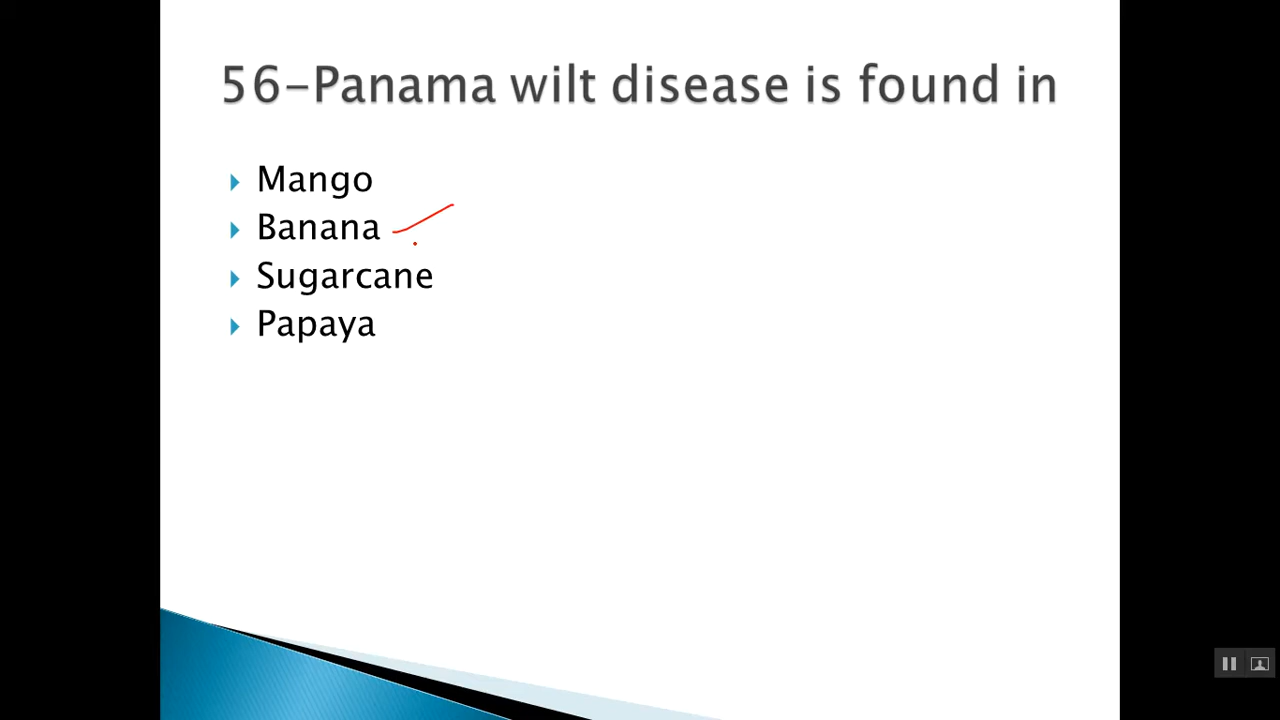 56-Panama wilt disease is found in
Mango
Banana
Sugarcane
Papaya